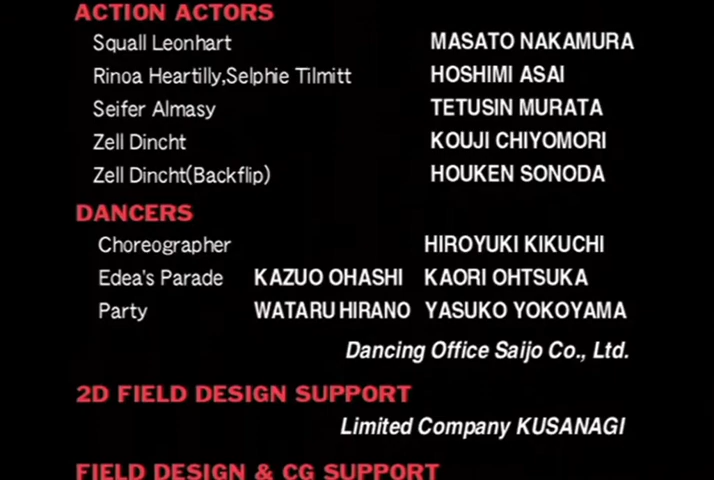 ACTION ACTORS
Squall Leonhart MASATO NAKAMURA
Rinoa Heartilly,Selphie Tilmitt HOSHIMI ASAI
Seifer Almasy TETUSIN MURATA
Zell Dincht KOUJI CHIYOMORI
Zell Dincht(Backflip) HOUKEN SONODA
DANCERS
Choreographer HIROYUKI KIKUCHI
Edea's Parade KAZUO OHASHI KAORI OHTSUKA
Party WATARU HIRANO YASUKO YOKOYAMA
Dancing Office Saijo Co., Ltd.
2D FIELD DESIGN SUPPORT
Limited Company KUSANAGI
FIELD DESIGN & CG SUPPORT